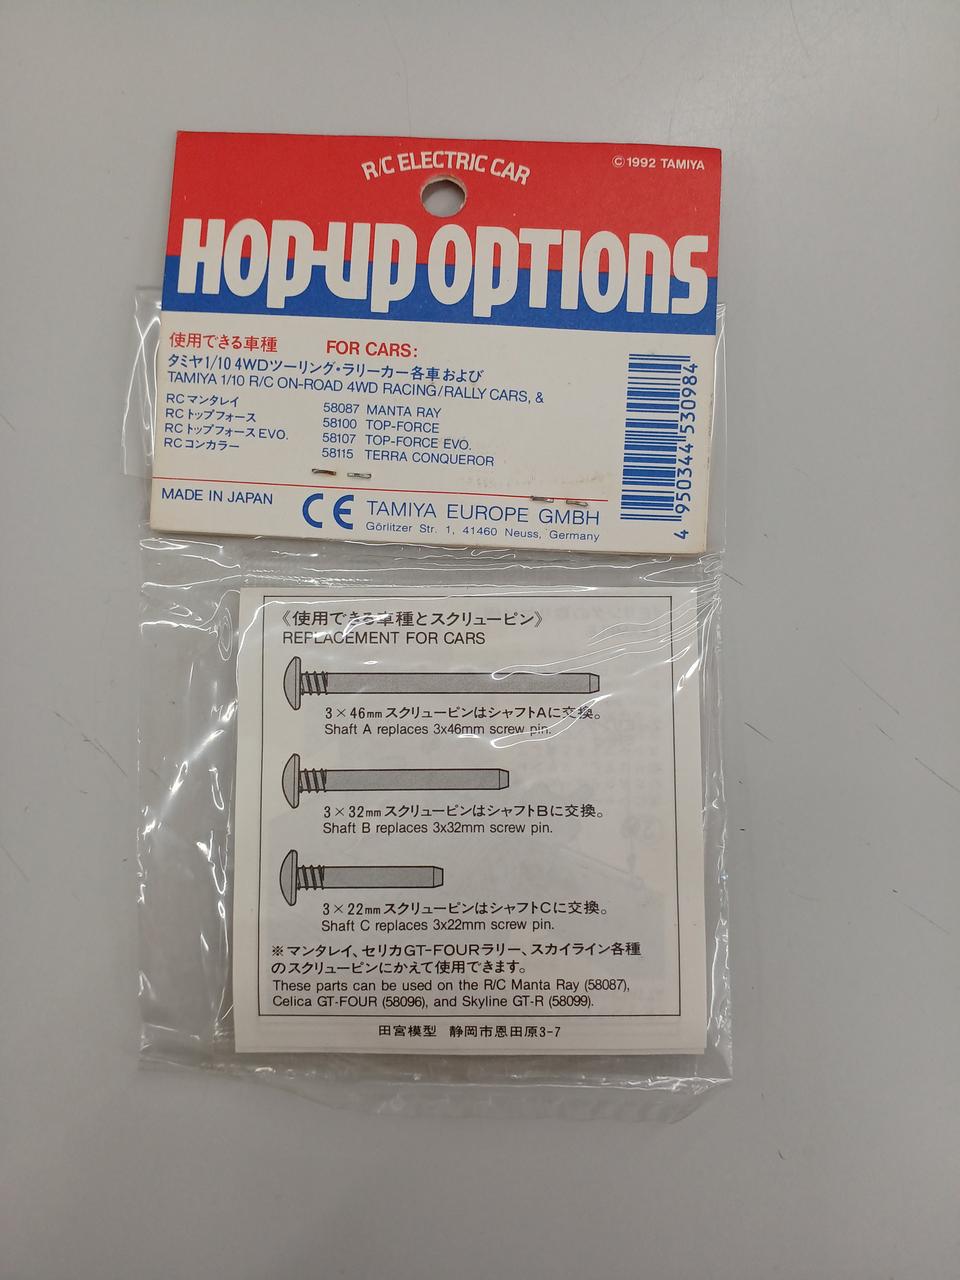 R/C ELECTRIC CAR
©1992 TAMIYA
HOP-UP OPTIONS
使用できる車種 FOR CARS:
タミヤ1/10 4WDツーリング・ラリーカー各車および
TAMIYA 1/10 R/C ON-ROAD 4WD RACING/RALLY CARS, &
RCマンタレイ 58087 MANTA RAY
RCトップフォース 58100 TOP-FORCE
RCトップフォースEVO. 58107 TOP-FORCE EVO.
RCコンカラー 58115 TERRA CONQUEROR
4 950344 530984
MADE IN JAPAN CE TAMIYA EUROPE GMBH
Görlitzer Str. 1, 41460 Neuss, Germany
《使用できる車種とスクリューピン》
REPLACEMENT FOR CARS
3×46mmスクリューピンはシャフトAに交換。
Shaft A replaces 3x46mm screw pin.
3×32mmスクリューピンはシャフトBに交換。
Shaft B replaces 3x32mm screw pin.
3×22mmスクリューピンはシャフトCに交換。
Shaft C replaces 3x22mm screw pin.
※マンタレイ、セリカGT-FOURラリー、スカイライン各種
のスクリューピンにかえて使用できます。
These parts can be used on the R/C Manta Ray (58087),
Celica GT-FOUR (58096), and Skyline GT-R (58099).
田宮模型 静岡市恩田原3-7